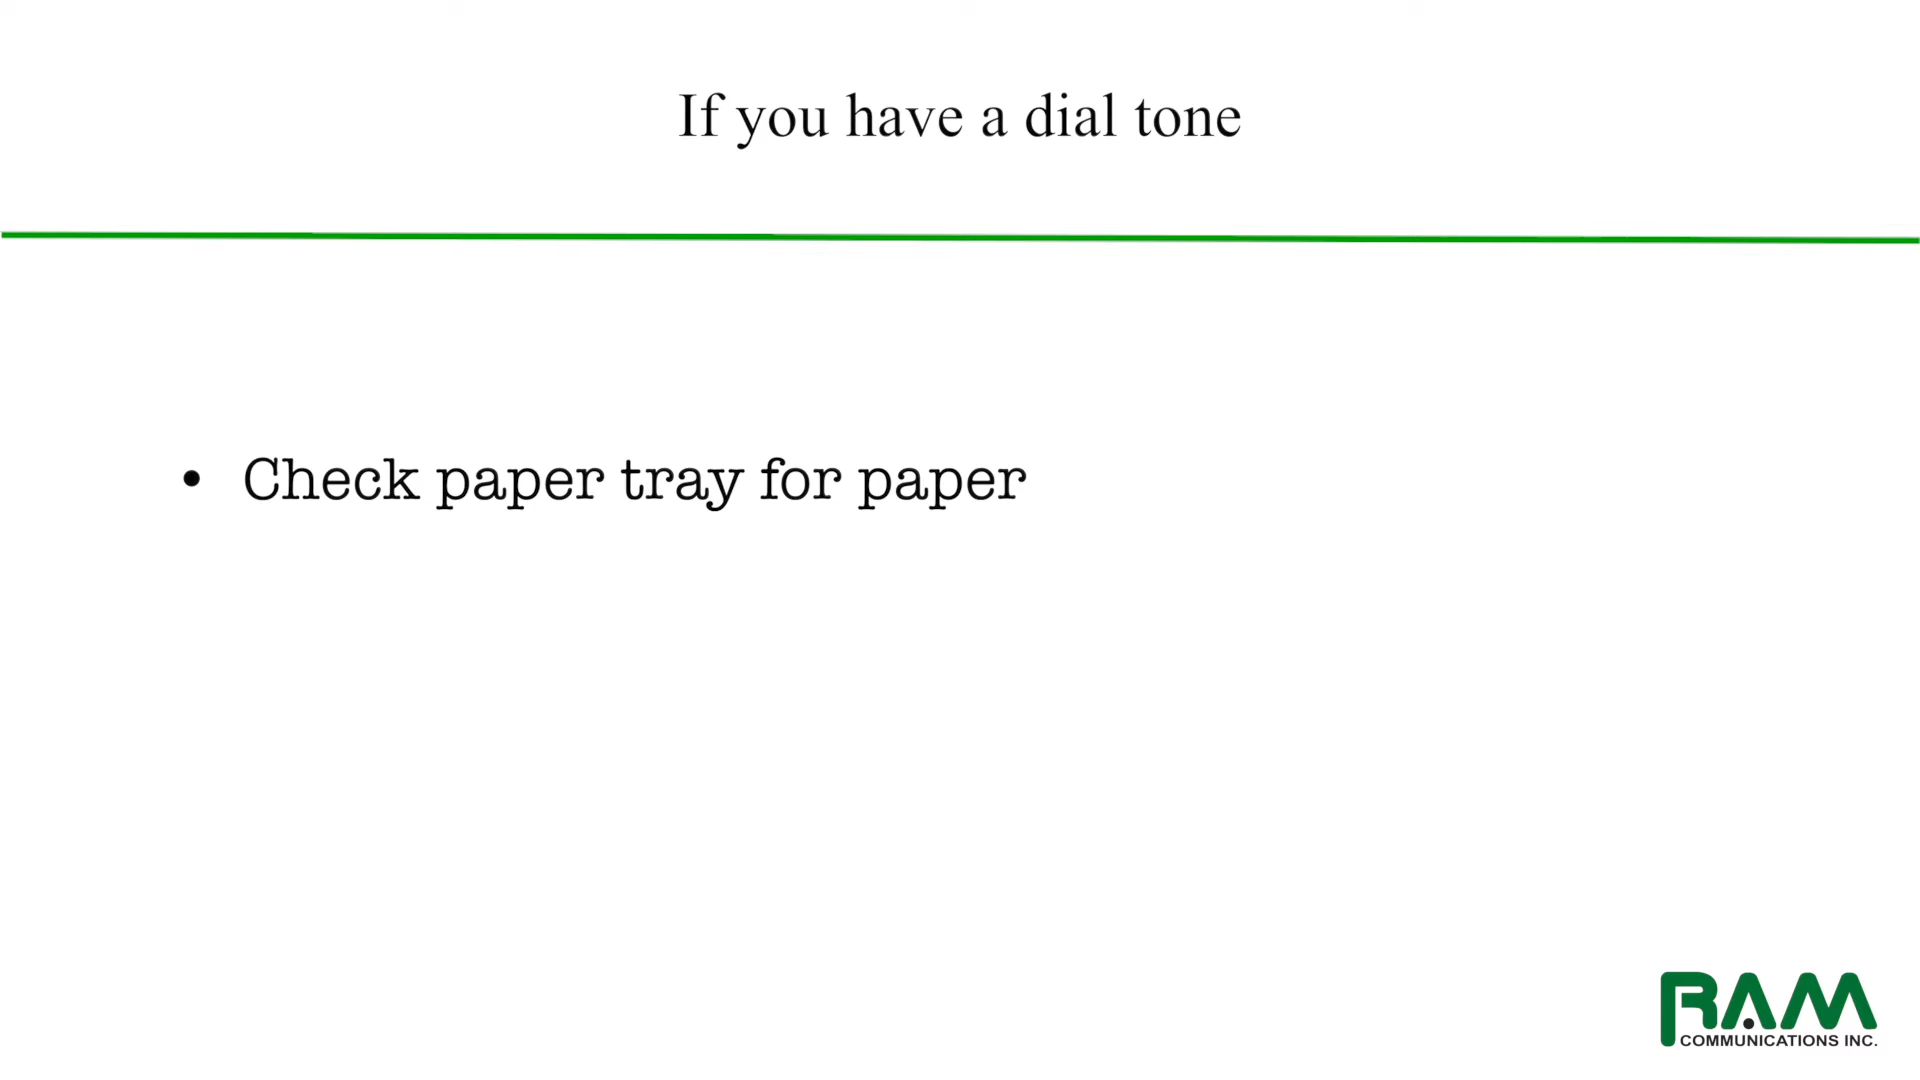 If you have a dial tone
• Check paper tray for paper
RAM
COMMUNICATIONS INC.